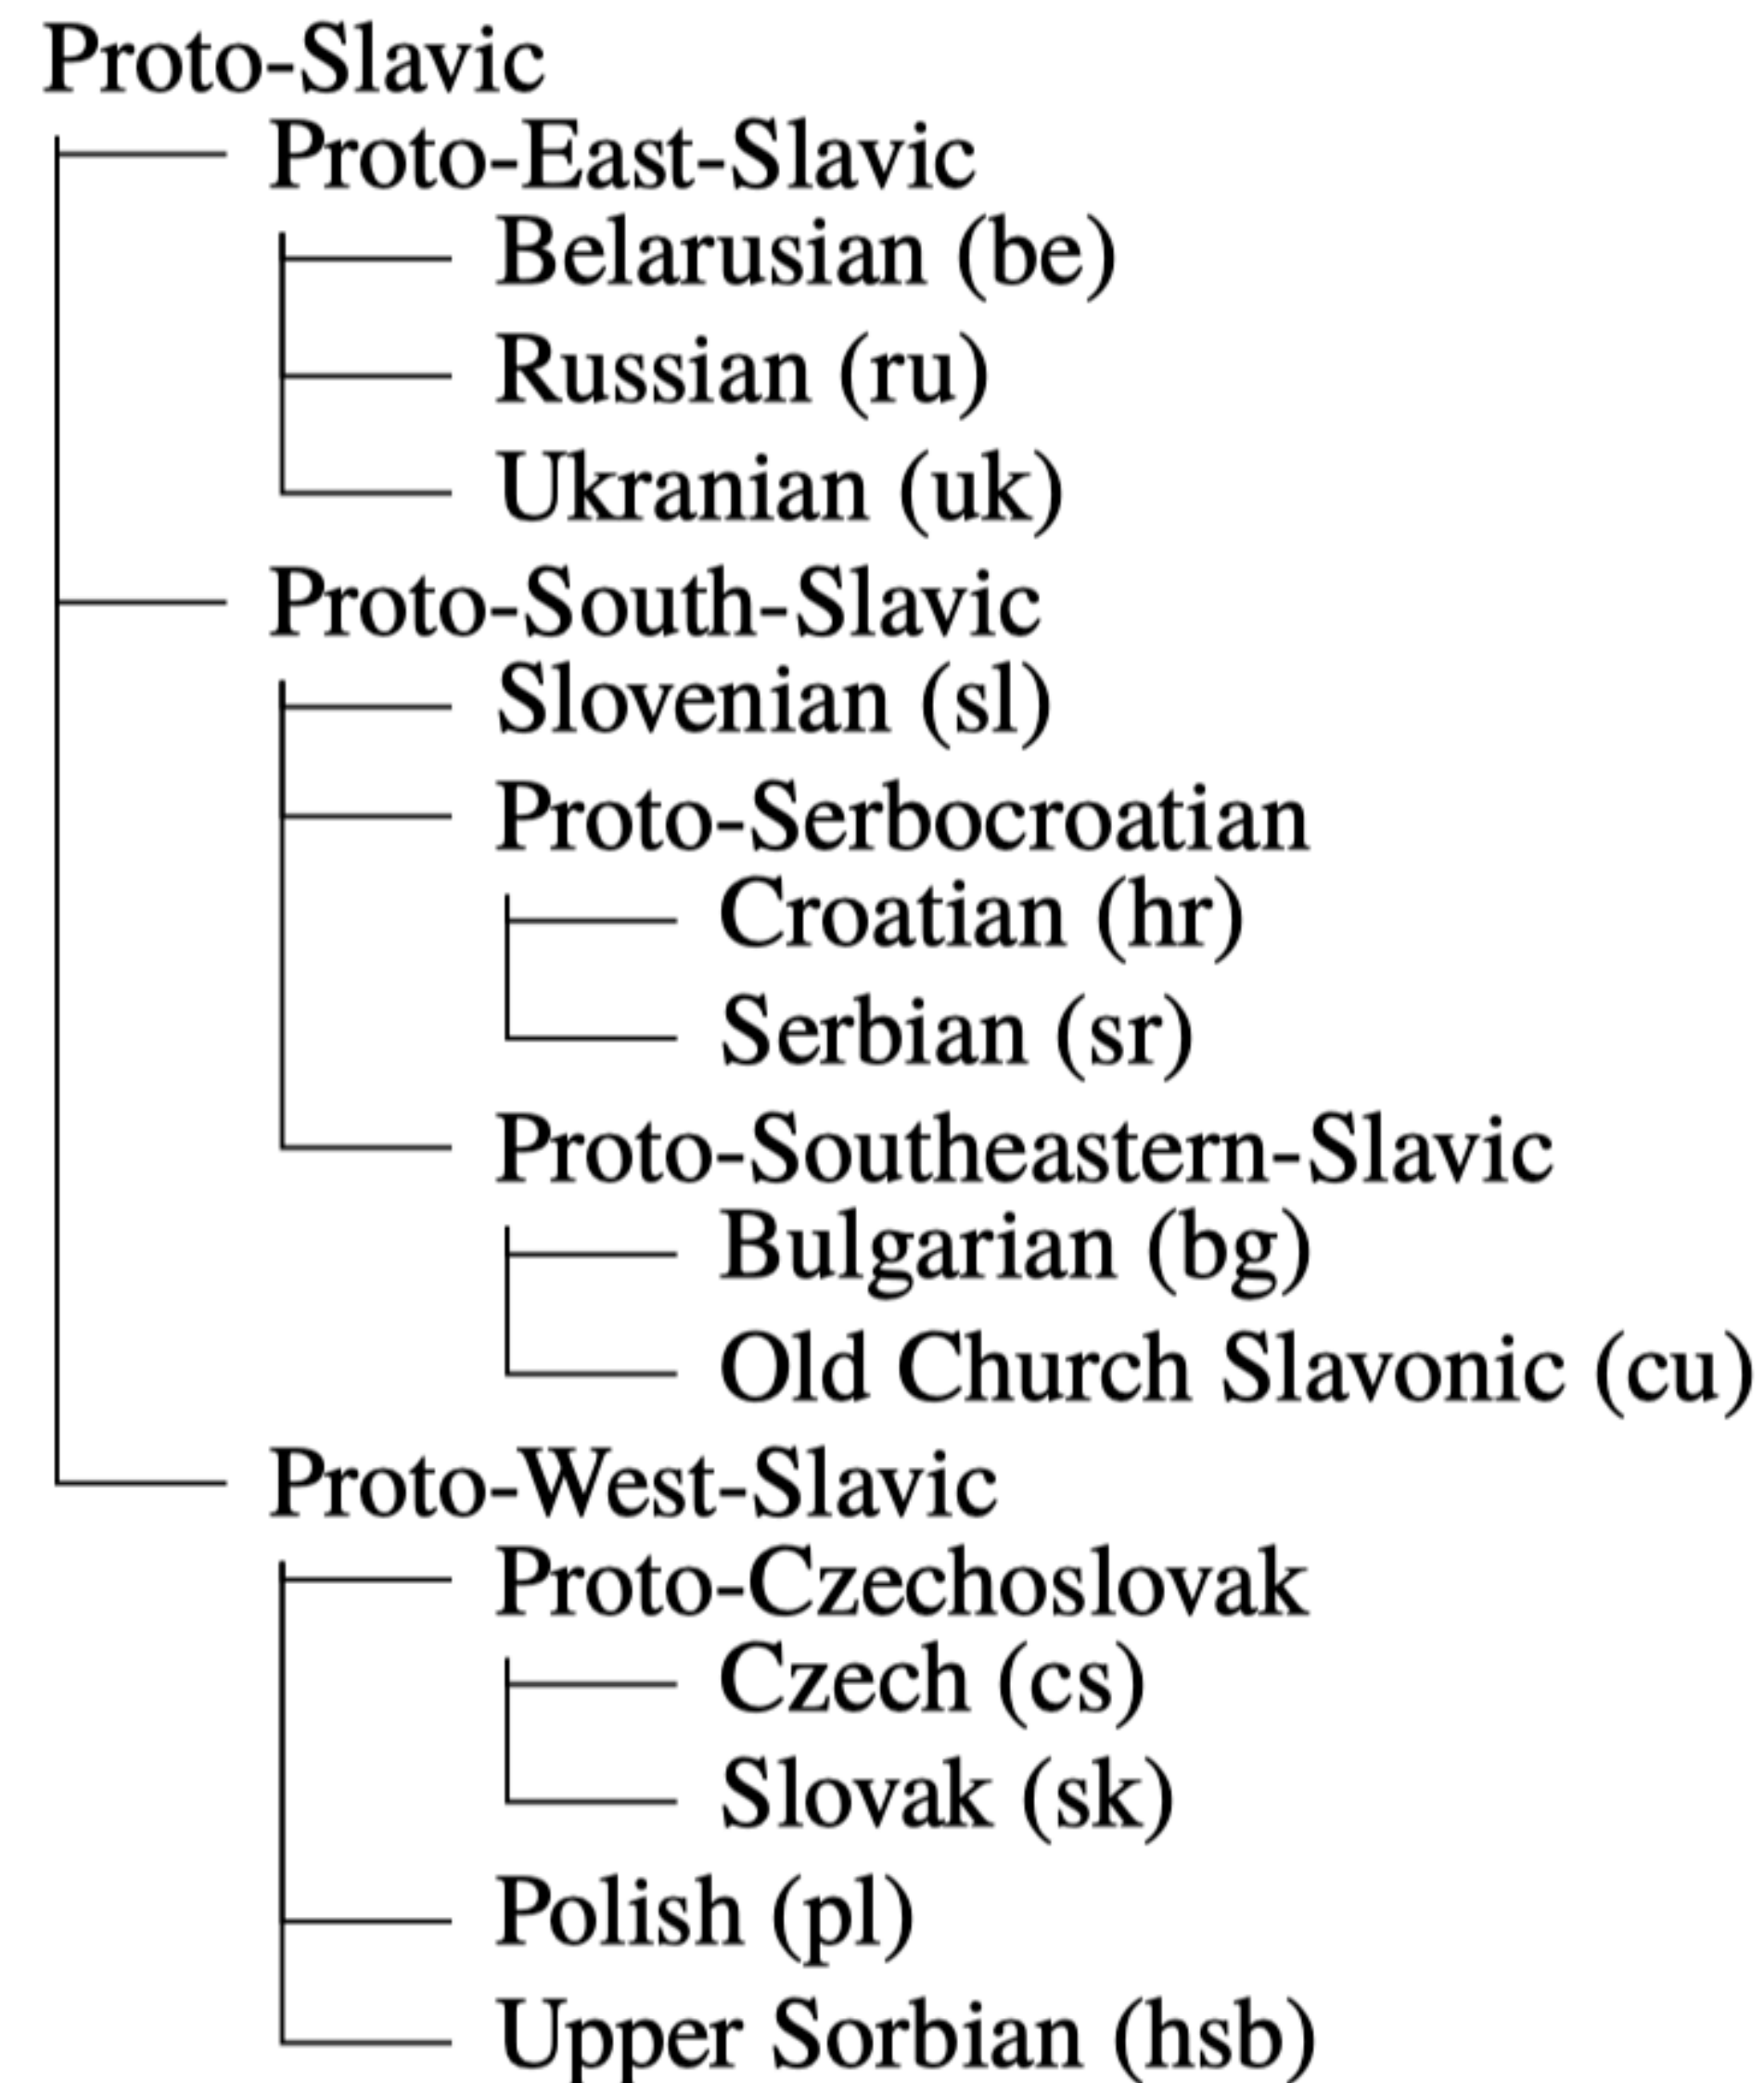 Proto-Slavic
Proto-East-Slavic
Belarusian (be)
Russian (ru)
Ukranian (uk)
Proto-South-Slavic
Slovenian (sl)
Proto-Serbocroatian
Croatian (hr)
Serbian (sr)
Proto-Southeastern-Slavic
Bulgarian (bg)
Old Church Slavonic (cu)
Proto-West-Slavic
Proto-Czechoslovak
Czech (cs)
Slovak (sk)
Polish (pl)
Upper Sorbian (hsb)